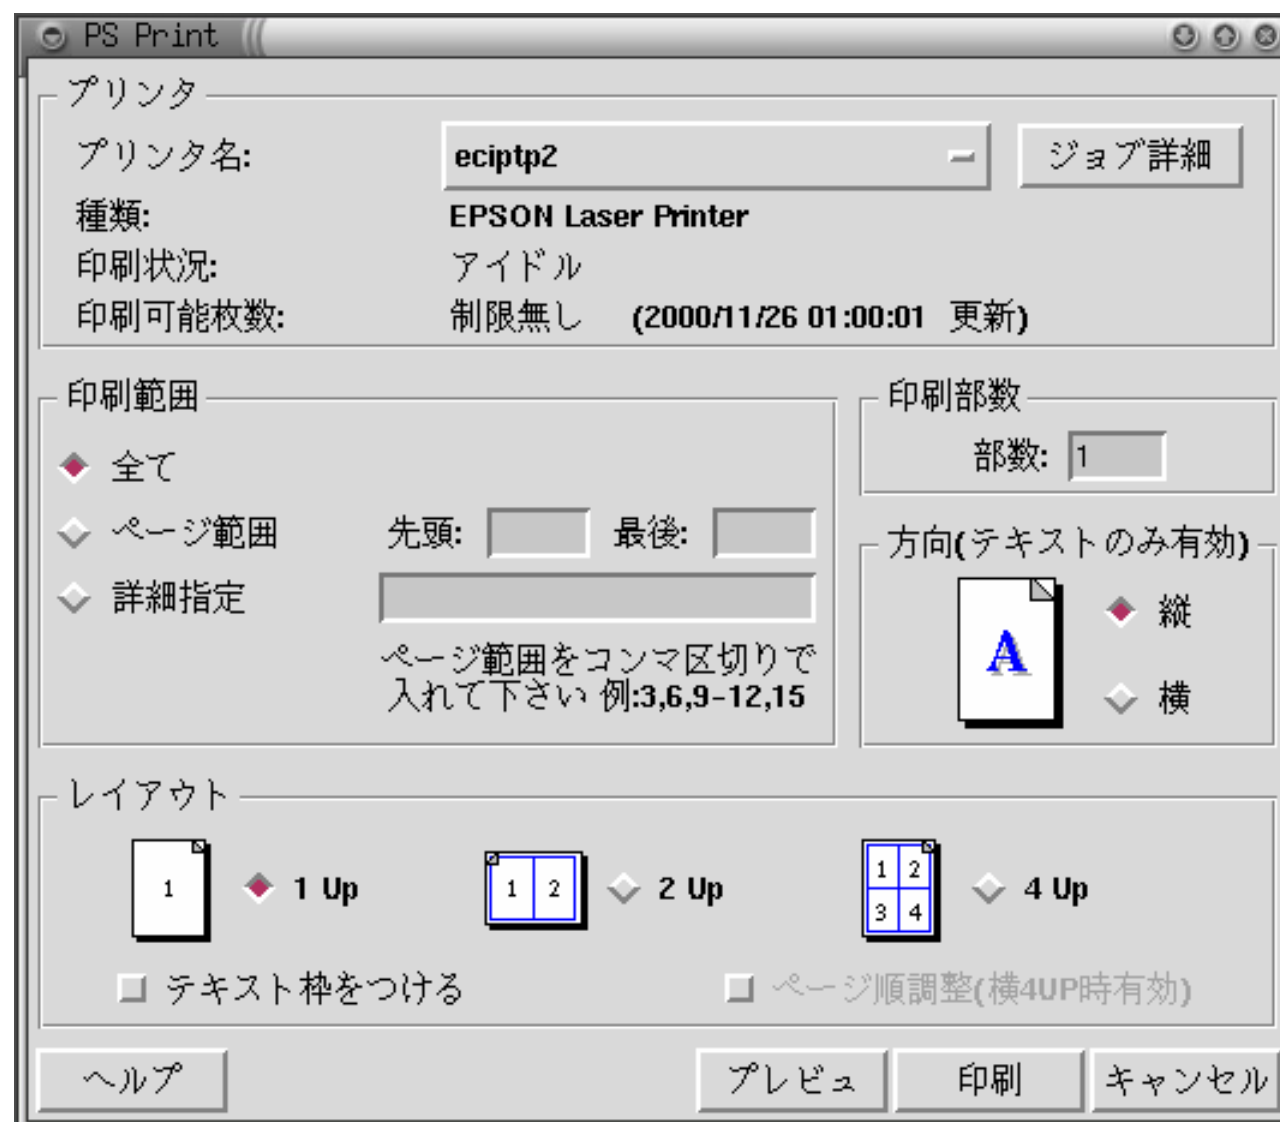 PS Print
プリンタ
プリンタ名: eciptp2 ジョブ詳細
種類: EPSON Laser Printer
印刷状況: アイドル
印刷可能枚数: 制限無し (2000/11/26 01:00:01 更新)
印刷範囲
全て
ページ範囲 先頭: 最後:
詳細指定
ページ範囲をコンマ区切りで
入れて下さい 例:3,6,9-12,15
印刷部数
部数: 1
方向(テキストのみ有効)
A
縦
横
レイアウト
1 1 Up 1 2 2 Up 1 2 3 4 4 Up
テキスト枠をつける ページ順調整(横4UP時有効)
ヘルプ プレビュ 印刷 キャンセル